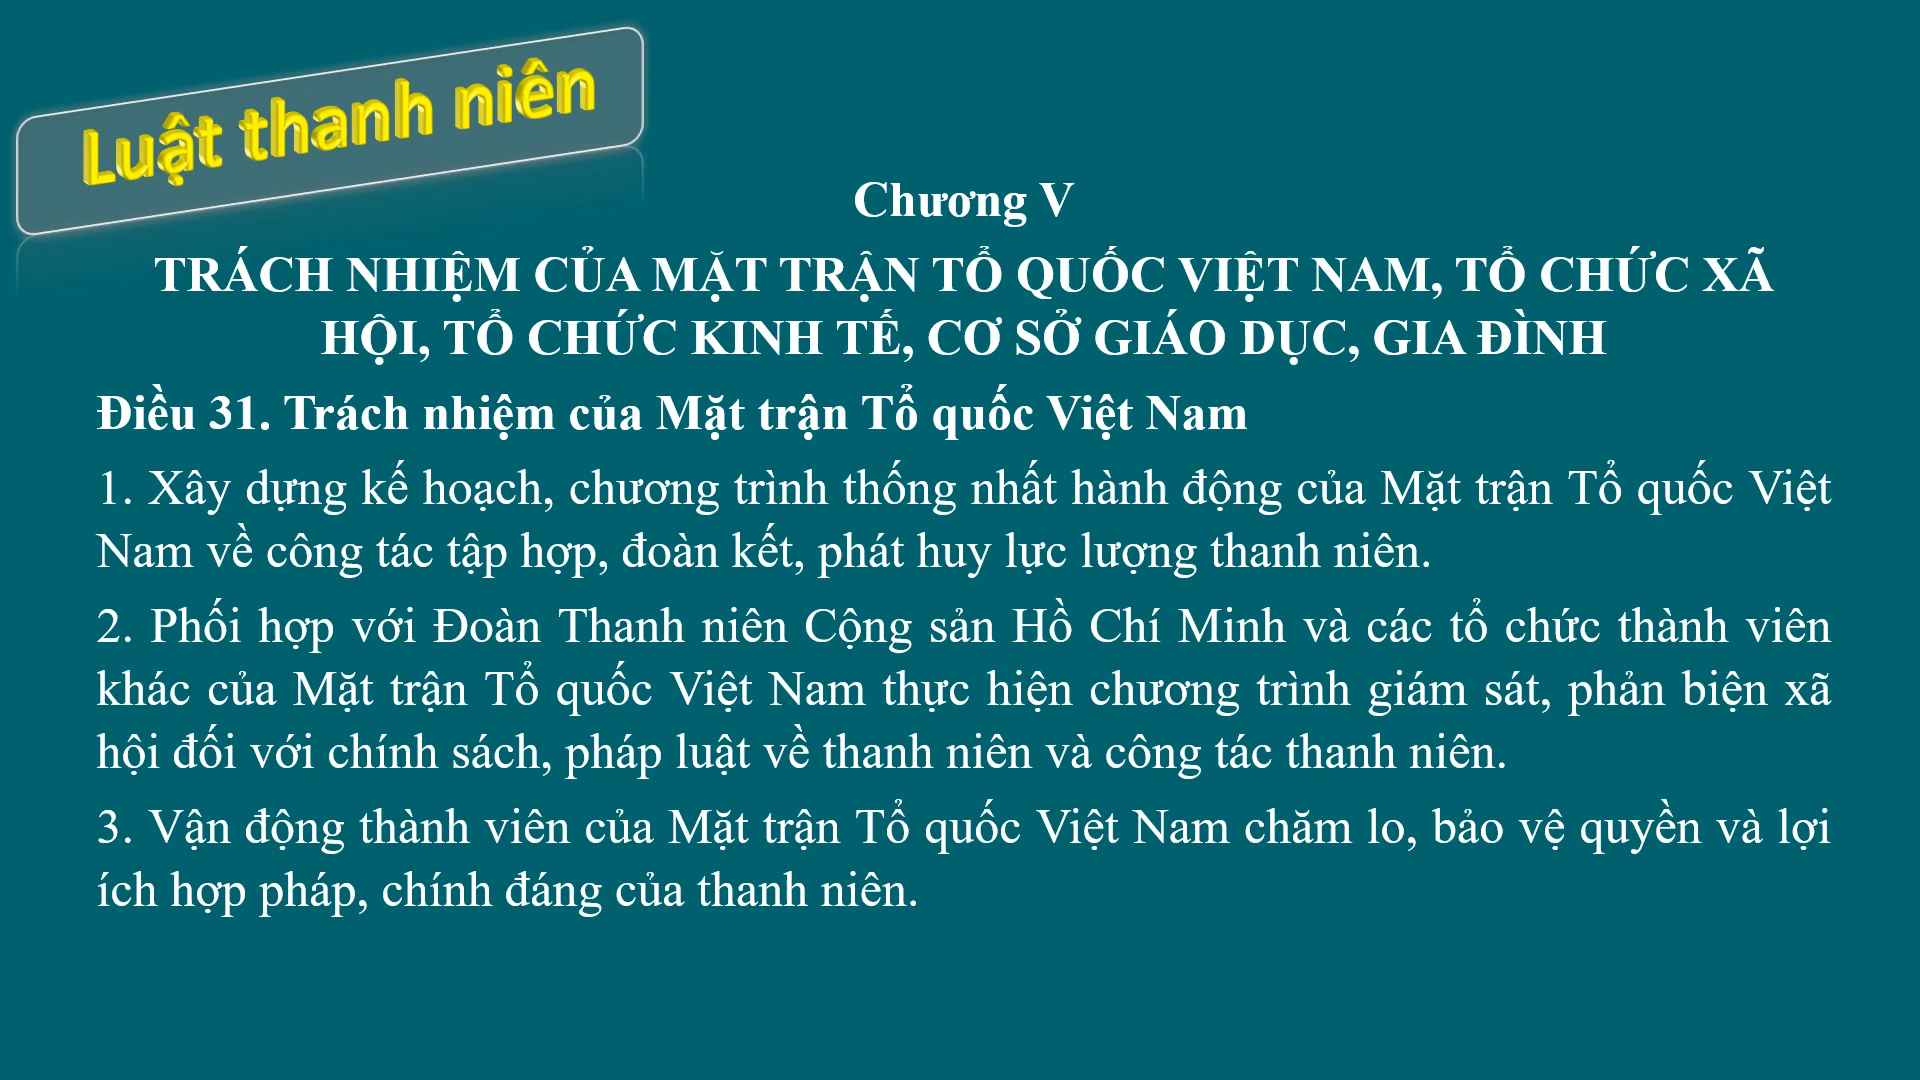 Luật thanh niên
Chương V
TRÁCH NHIỆM CỦA MẶT TRẬN TỔ QUỐC VIỆT NAM, TỔ CHỨC XÃ
HỘI, TỔ CHỨC KINH TẾ, CƠ SỞ GIÁO DỤC, GIA ĐÌNH
Điều 31. Trách nhiệm của Mặt trận Tổ quốc Việt Nam
1. Xây dựng kế hoạch, chương trình thống nhất hành động của Mặt trận Tổ quốc Việt
Nam về công tác tập hợp, đoàn kết, phát huy lực lượng thanh niên.
2. Phối hợp với Đoàn Thanh niên Cộng sản Hồ Chí Minh và các tổ chức thành viên
khác của Mặt trận Tổ quốc Việt Nam thực hiện chương trình giám sát, phản biện xã
hội đối với chính sách, pháp luật về thanh niên và công tác thanh niên.
3. Vận động thành viên của Mặt trận Tổ quốc Việt Nam chăm lo, bảo vệ quyền và lợi
ích hợp pháp, chính đáng của thanh niên.